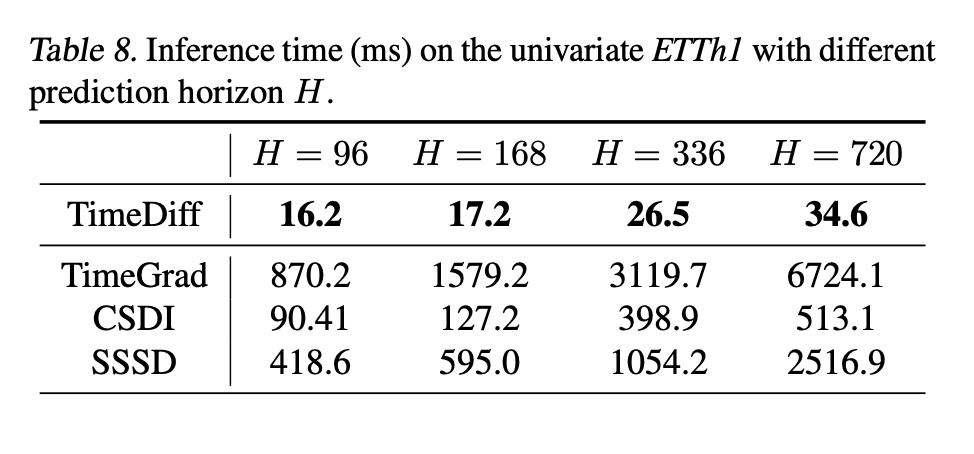 Table 8. Inference time (ms) on the univariate ETTh1 with different
prediction horizon H.
H = 96 H = 168 H = 336 H = 720
TimeDiff 16.2 17.2 26.5 34.6
TimeGrad 870.2 1579.2 3119.7 6724.1
CSDI 90.41 127.2 398.9 513.1
SSSD 418.6 595.0 1054.2 2516.9